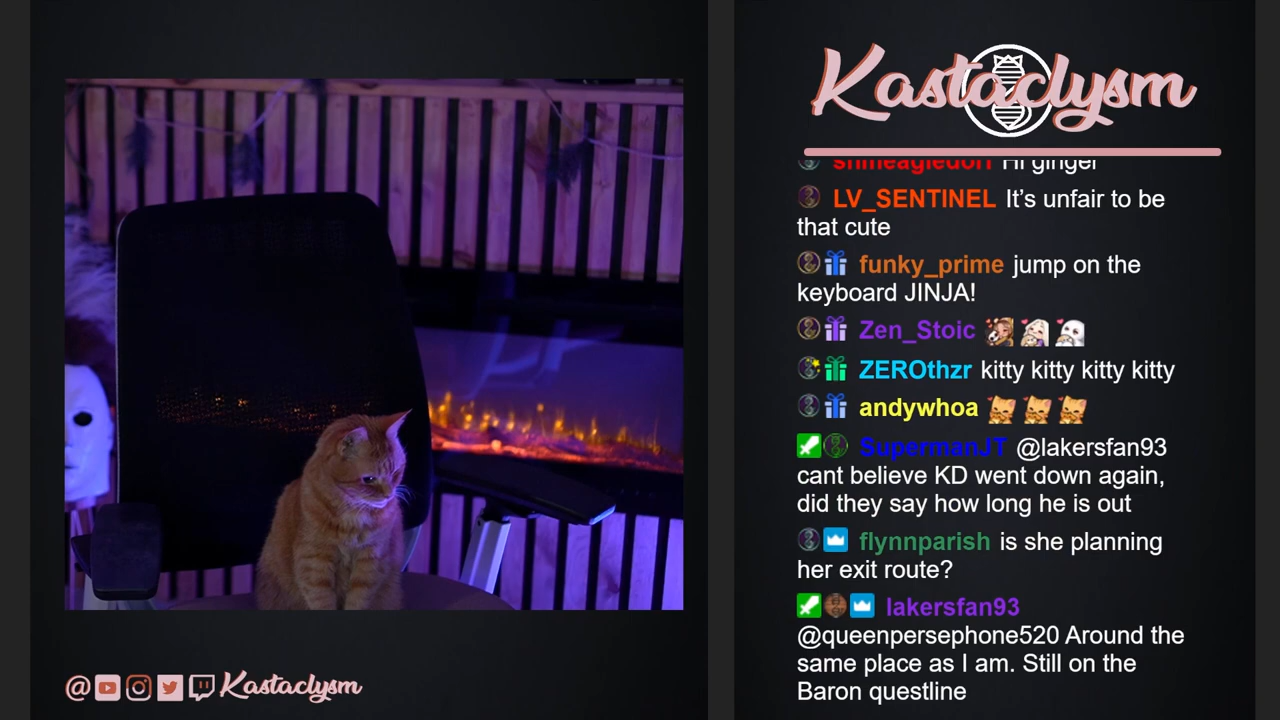 Kastaclysm
Hi ginger
LV_SENTINEL It’s unfair to be
that cute
funky_prime jump on the
keyboard JINJA!
Zen_Stoic
ZEROthzr kitty kitty kitty kitty
andywhoa
SupermanJT @lakersfan93
cant believe KD went down again,
did they say how long he is out
flynnparish is she planning
her exit route?
lakersfan93
@queenpersephone520 Around the
same place as I am. Still on the
Baron questline
@ Kastaclysm